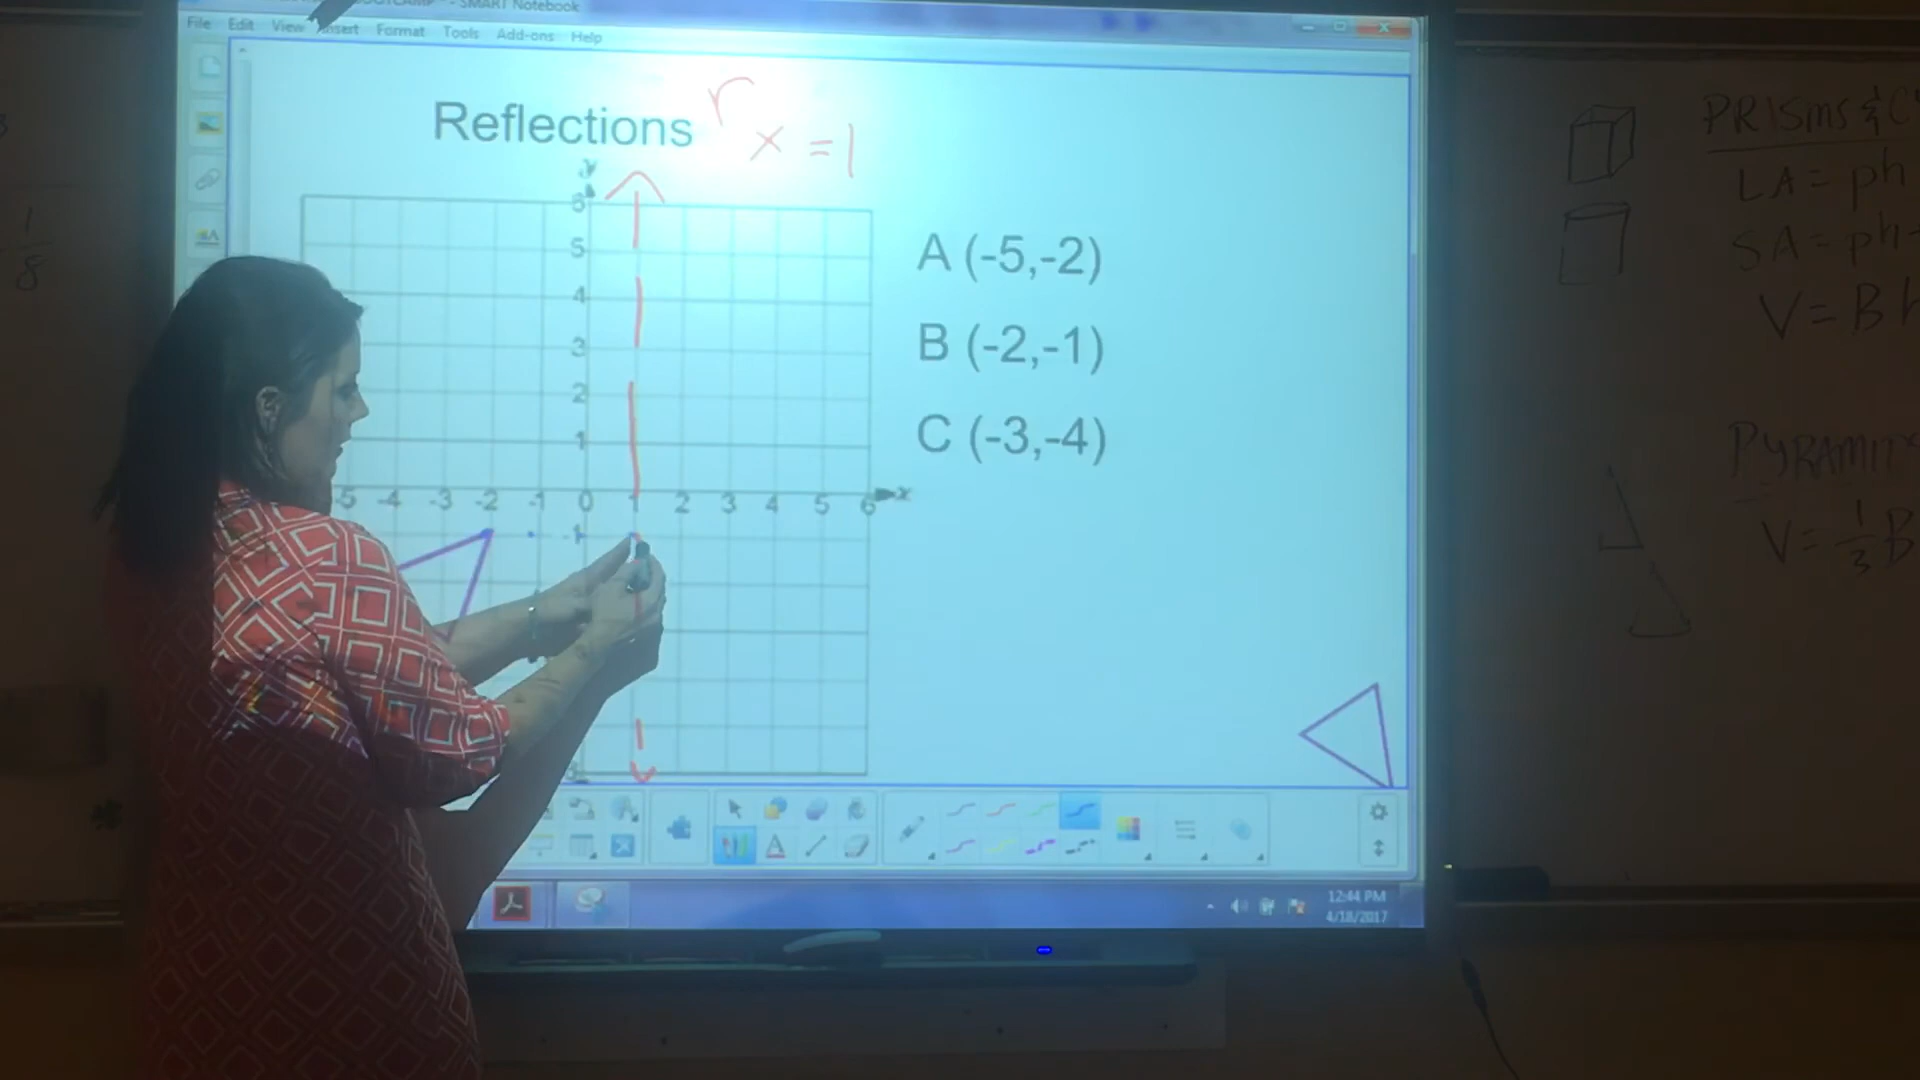 SMART Notebook
File Edit View Insert Format Tools Add-ons Help
Reflections r x = 1
y
6
5
4
3
2
1
-5 -4 -3 -2 -1 0 1 2 3 4 5 6 x
-1
A (-5,-2)
B (-2,-1)
C (-3,-4)
12:44 PM
4/18/2017
1
8
PRISMS &
LA = ph
SA = ph
V = B
V = 1/3 B